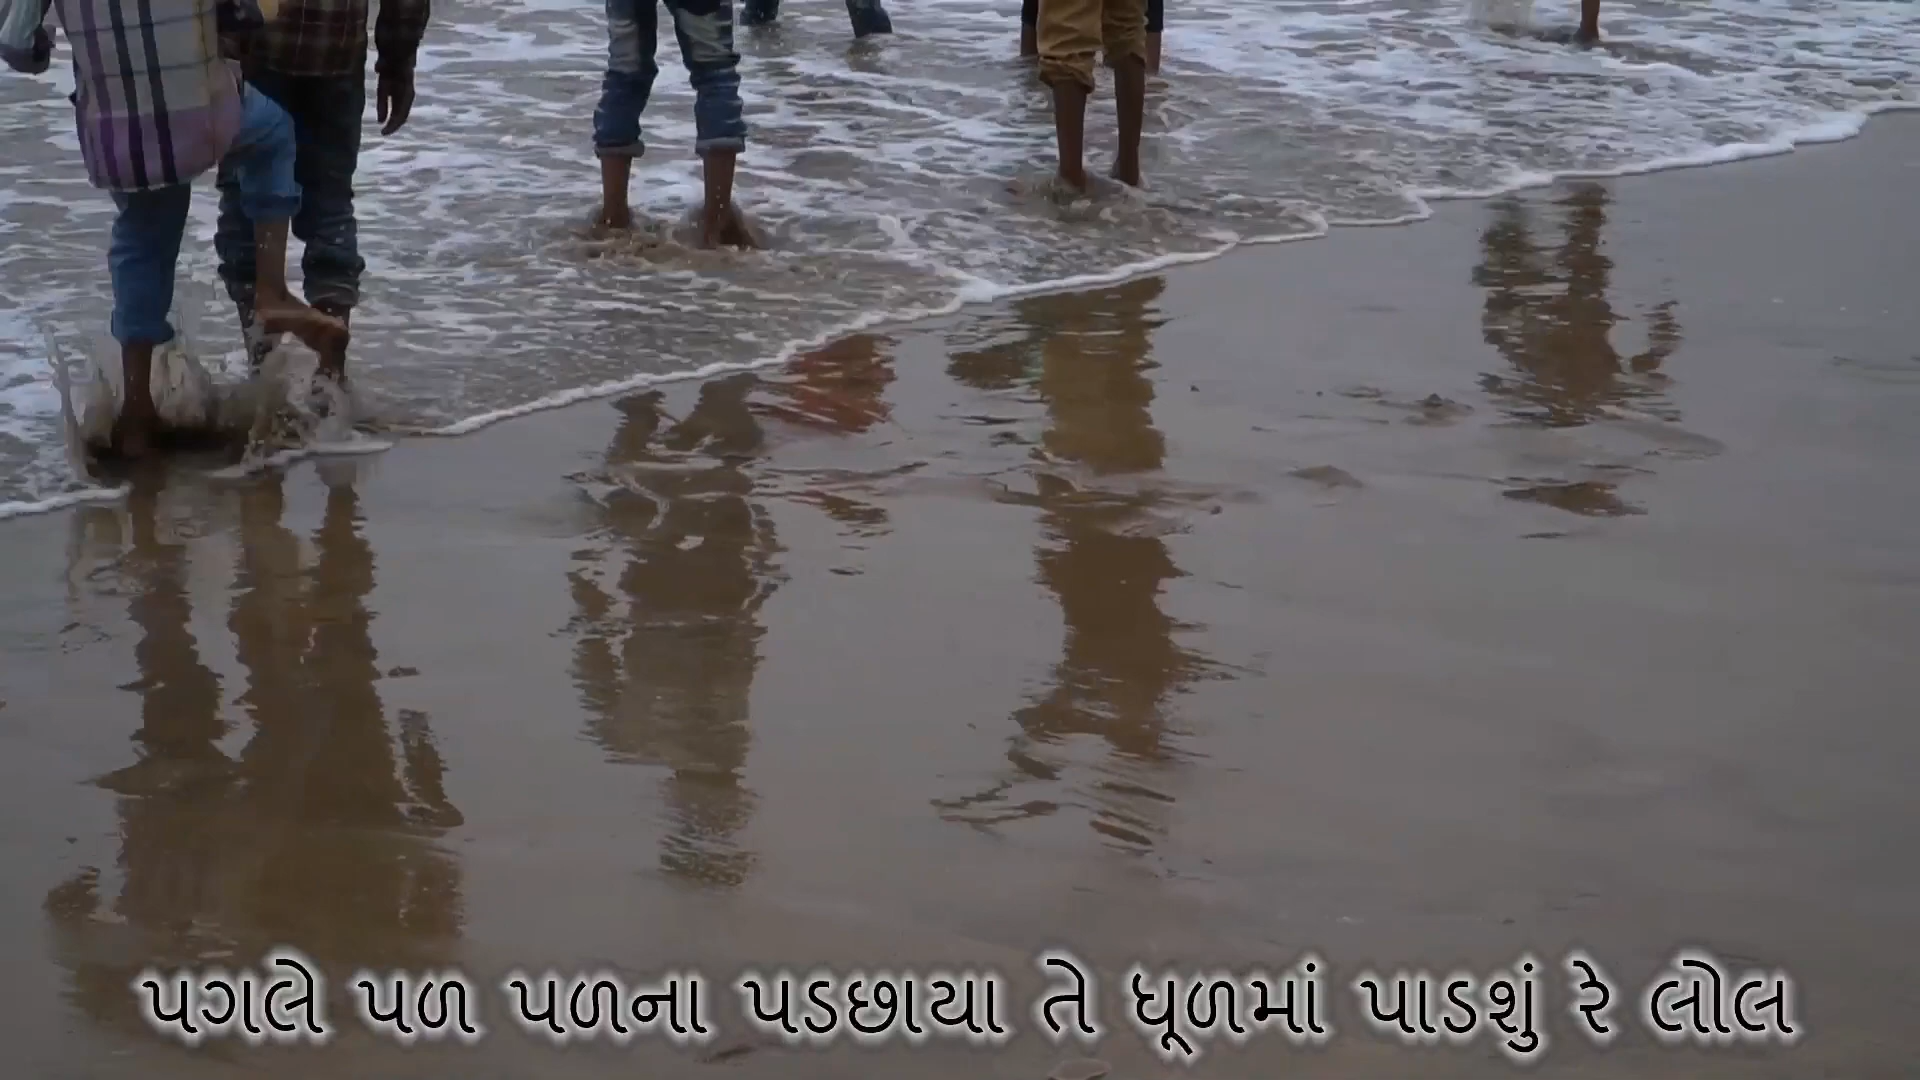 પગલે પળ પળના પડછાયા તે ધૂળમાં પાડશું રે લોલ